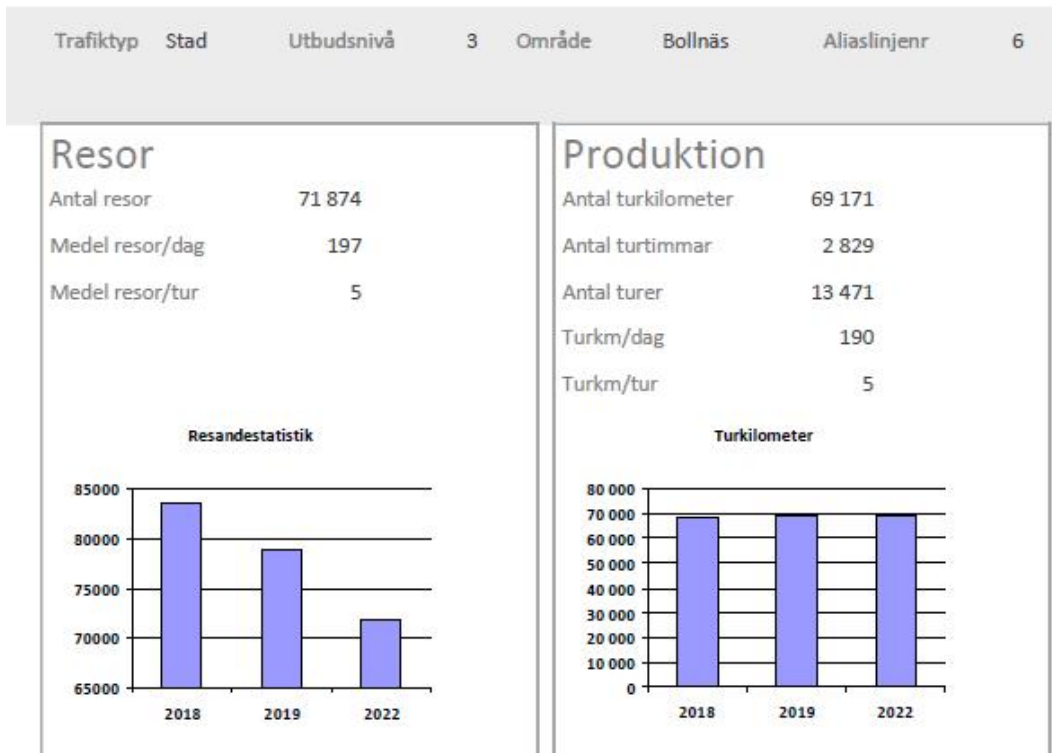 Trafiktyp Stad Utbudsnivå 3 Område Bollnäs Aliaslinjenr 6
Resor
Antal resor 71 874
Medel resor/dag 197
Medel resor/tur 5
Resandestatistik
85000
80000
75000
70000
65000
2018 2019 2022
Produktion
Antal turkilometer 69 171
Antal turtimmar 2 829
Antal turer 13 471
Turkm/dag 190
Turkm/tur 5
Turkilometer
80 000
70 000
60 000
50 000
40 000
30 000
20 000
10 000
0
2018 2019 2022